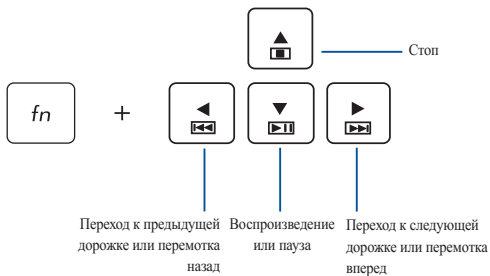 Стоп
fn +
Переход к предыдущей
дорожке или перемотка
назад
Воспроизведение
или пауза
Переход к следующей
дорожке или перемотка
вперед